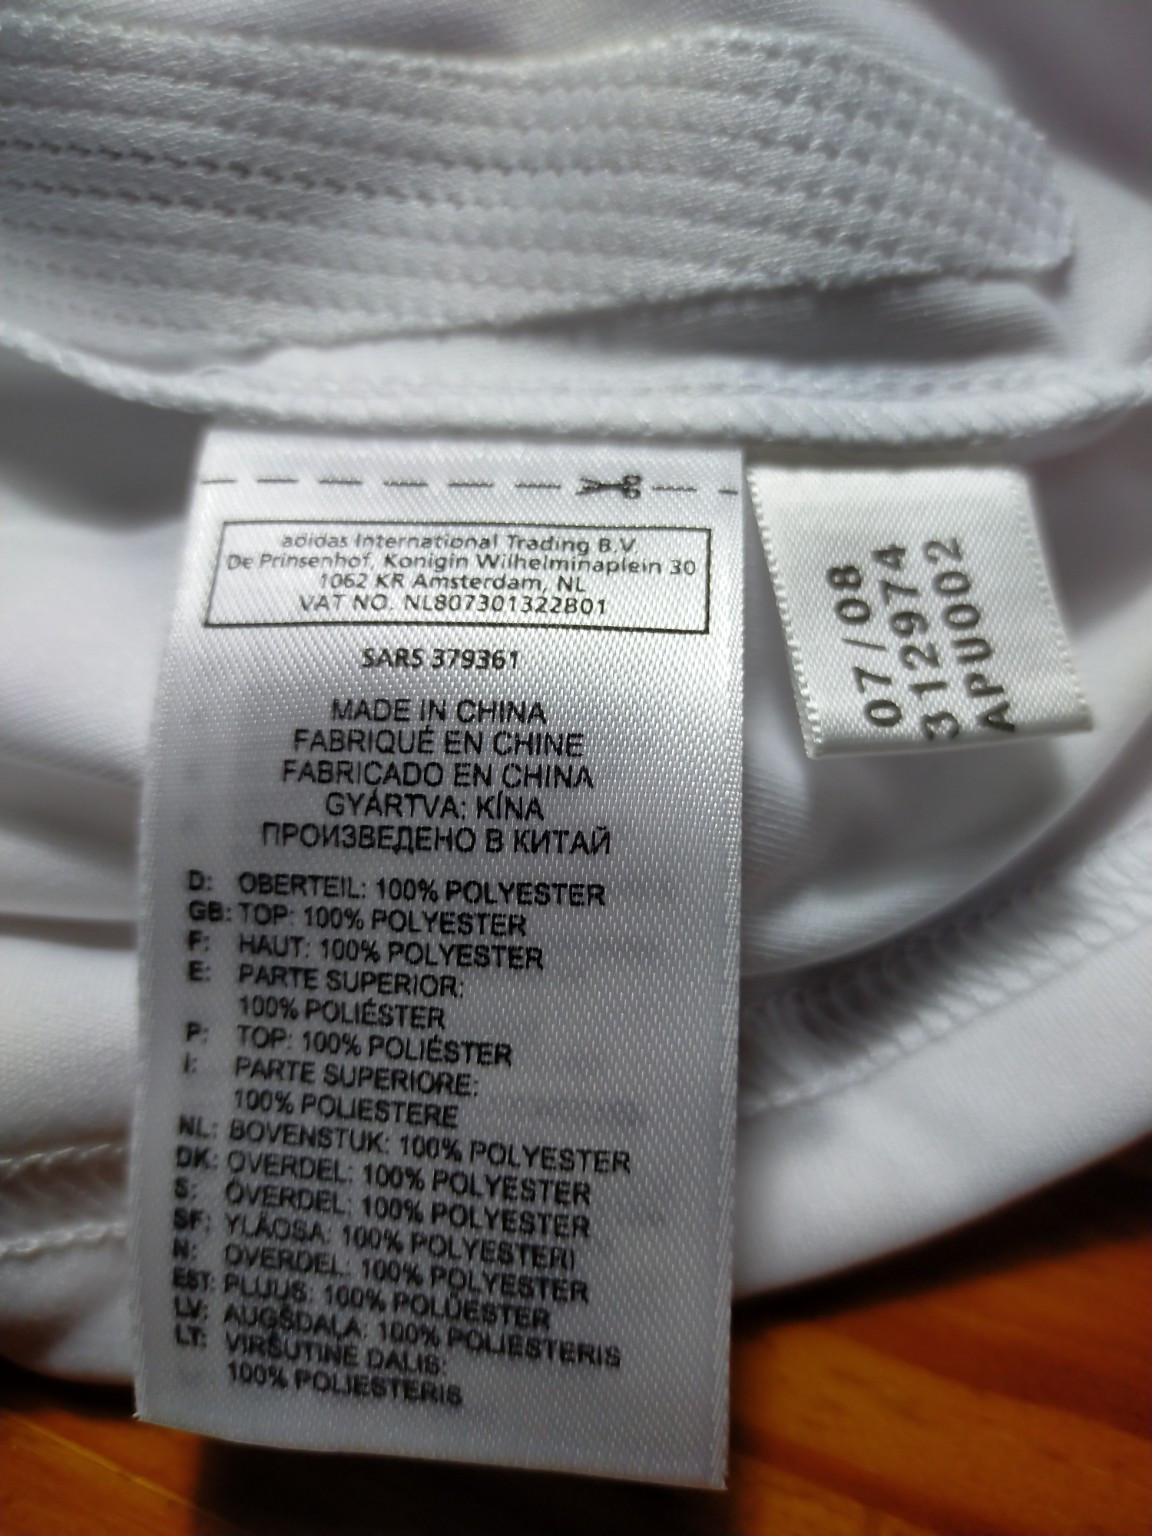 adidas International Trading B.V.
De Prinsenhof, Konigin Wilhelminaplein 30
1062 KR Amsterdam, NL
VAT NO. NL807301322B01
SARS 379361
MADE IN CHINA
FABRIQUÉ EN CHINE
FABRICADO EN CHINA
GYÁRTVA: KÍNA
ПРОИЗВЕДЕНО В КИТАЙ
D: OBERTEIL: 100% POLYESTER
GB: TOP: 100% POLYESTER
F: HAUT: 100% POLYESTER
E: PARTE SUPERIOR:
100% POLIÉSTER
P: TOP: 100% POLIÉSTER
I: PARTE SUPERIORE:
100% POLIESTERE
NL: BOVENSTUK: 100% POLYESTER
DK: OVERDEL: 100% POLYESTER
S: ÖVERDEL: 100% POLYESTER
SF: YLÄOSA: 100% POLYESTERI
N: OVERDEL: 100% POLYESTER
EST: PLUUS: 100% POLÜESTER
LV: AUGŠDAĻA: 100% POLIESTERIS
LT: VIRŠUTINĖ DALIS:
100% POLIESTERIS
07/08
312974
APU002